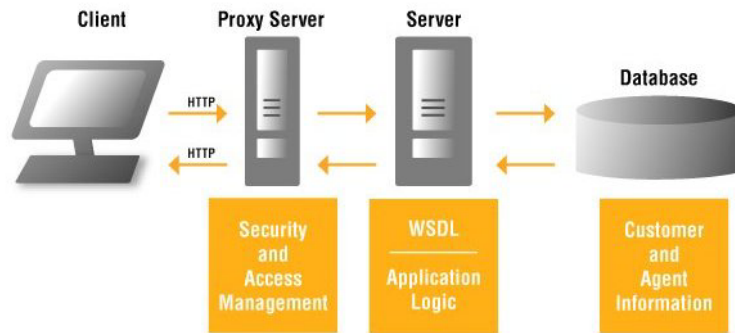 Client
Proxy Server
Server
Database
HTTP
HTTP
Security
and
Access
Management
WSDL
Application
Logic
Customer
and
Agent
Information